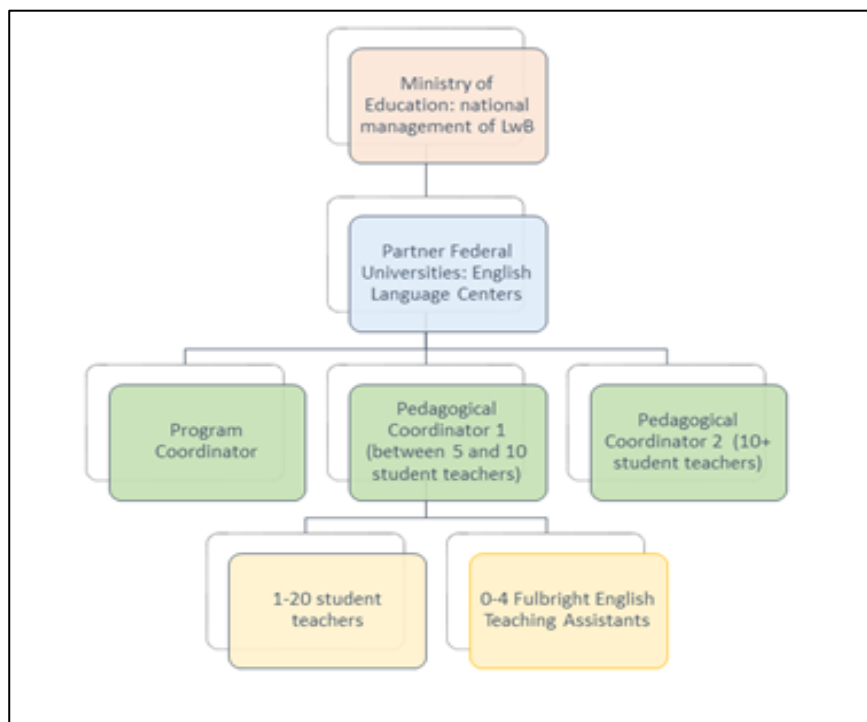 Ministry of
Education: national
management of LwB
Partner Federal
Universities: English
Language Centers
Program
Coordinator
Pedagogical
Coordinator 1
(between 5 and 10
student teachers)
Pedagogical
Coordinator 2 (10+
student teachers)
1-20 student
teachers
0-4 Fulbright English
Teaching Assistants